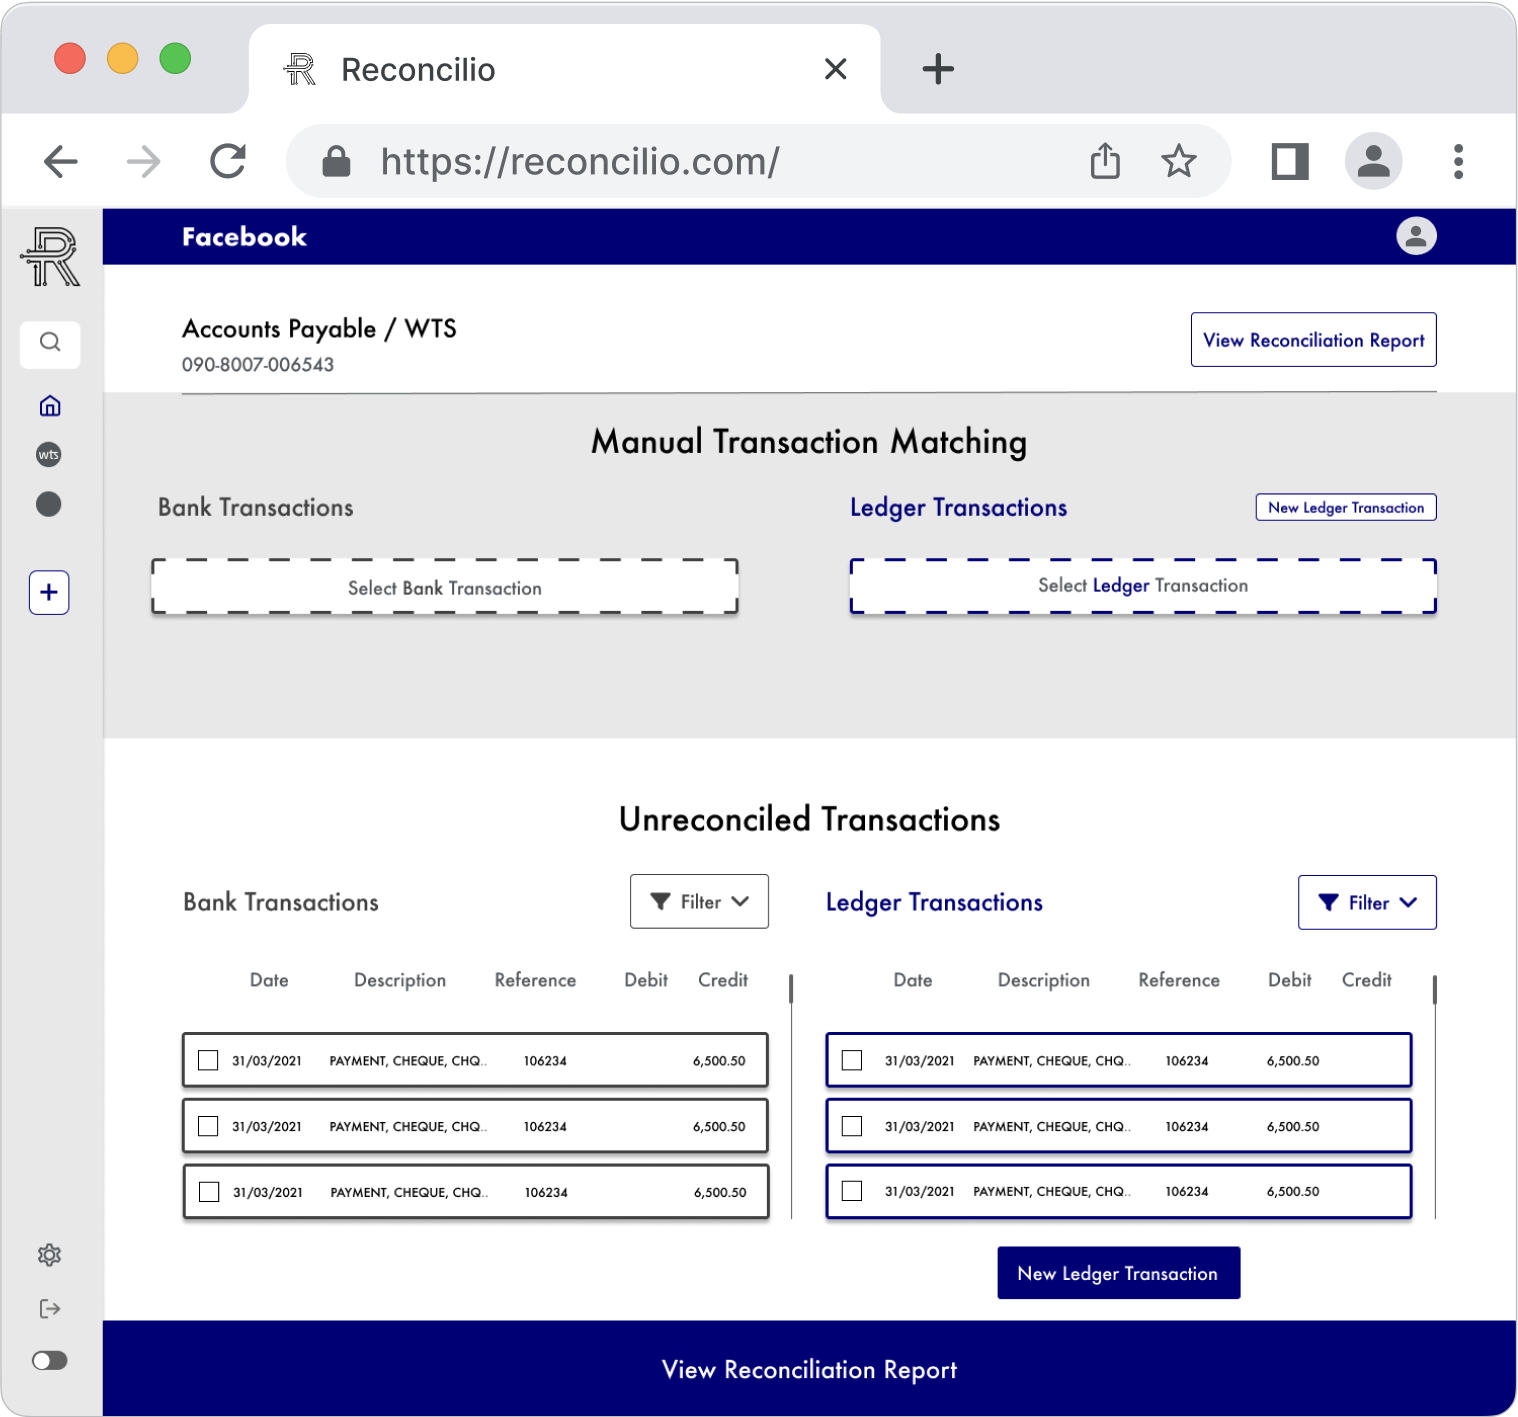 Reconcilio
https://reconcilio.com/
Facebook
Accounts Payable / WTS
090-8007-006543
View Reconciliation Report
wts
Manual Transaction Matching
Bank Transactions
Ledger Transactions
New Ledger Transaction
Select Bank Transaction
Select Ledger Transaction
Unreconciled Transactions
Bank Transactions
Filter
Ledger Transactions
Filter
Date Description Reference Debit Credit
Date Description Reference Debit Credit
31/03/2021 PAYMENT, CHEQUE, CHQ.. 106234 6,500.50
31/03/2021 PAYMENT, CHEQUE, CHQ.. 106234 6,500.50
31/03/2021 PAYMENT, CHEQUE, CHQ.. 106234 6,500.50
31/03/2021 PAYMENT, CHEQUE, CHQ.. 106234 6,500.50
31/03/2021 PAYMENT, CHEQUE, CHQ.. 106234 6,500.50
31/03/2021 PAYMENT, CHEQUE, CHQ.. 106234 6,500.50
New Ledger Transaction
View Reconciliation Report